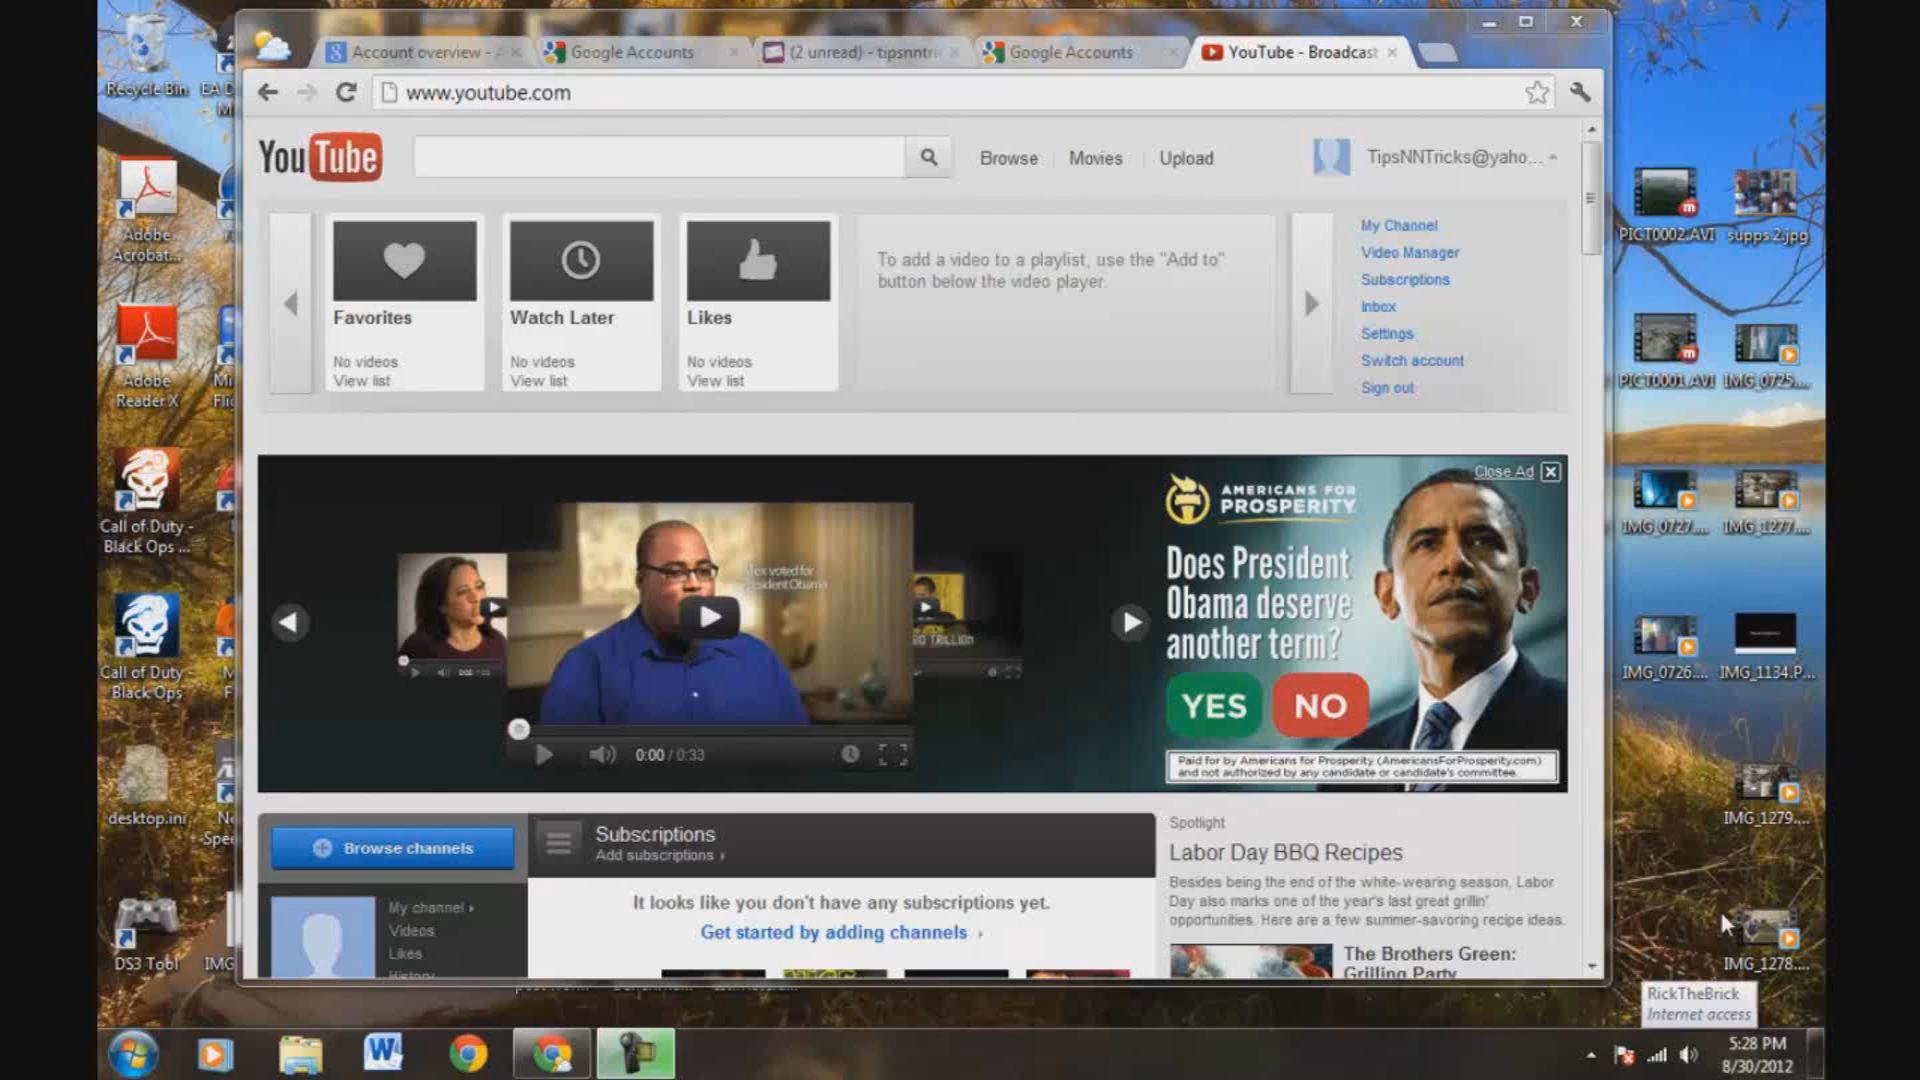 Account overview - A
Google Accounts
(2 unread) - tipsnntric
Google Accounts
YouTube - Broadcast
www.youtube.com
YouTube
Browse
Movies
Upload
TipsNNTricks@yaho...
Favorites
No videos
View list
Watch Later
No videos
View list
Likes
No videos
View list
To add a video to a playlist, use the "Add to"
button below the video player.
My Channel
Video Manager
Subscriptions
Inbox
Settings
Switch account
Sign out
Close Ad
AMERICANS FOR
PROSPERITY
Does President
Obama deserve
another term?
YES
NO
Paid for by Americans for Prosperity (AmericansForProsperity.com)
and not authorized by any candidate or candidate's committee.
TRILLION
0:00 / 0:33
Browse channels
Subscriptions
Add subscriptions
It looks like you don't have any subscriptions yet.
Get started by adding channels
My channel
Videos
Likes
History
Spotlight
Labor Day BBQ Recipes
Besides being the end of the white-wearing season, Labor
Day also marks one of the year's last great grillin'
opportunities. Here are a few summer-savoring recipe ideas.
The Brothers Green:
Grilling Party
Recycle Bin
Adobe
Acrobat...
Adobe
Reader X
Call of Duty -
Black Ops ...
Call of Duty -
Black Ops
desktop.ini
DS3 Tool
IMG
PICT0002.AVI
supps 2.jpg
PICT0001.AVI
IMG_0725....
IMG_0727....
IMG_1277....
IMG_0726....
IMG_1134.P...
IMG_1279....
IMG_1278....
RickTheBrick
Internet access
5:28 PM
8/30/2012